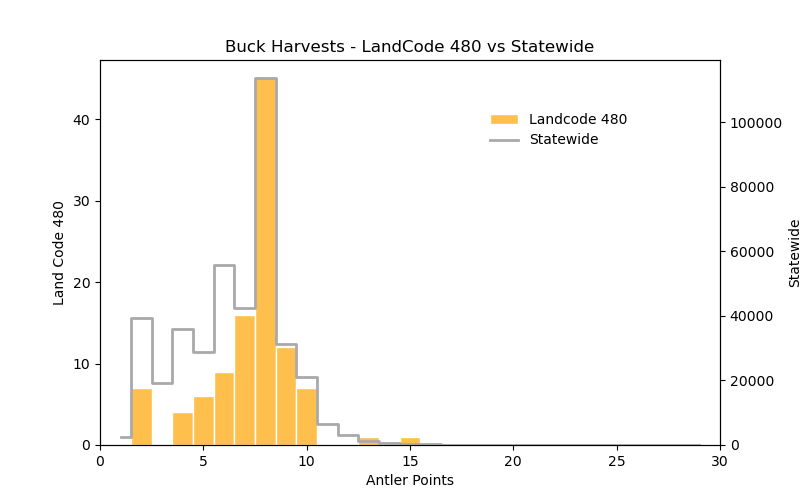 Buck Harvests - LandCode 480 vs Statewide
40
30
20
10
0
Land Code 480
Landcode 480
Statewide
100000
80000
60000
40000
20000
0
Statewide
0 5 10 15 20 25 30
Antler Points